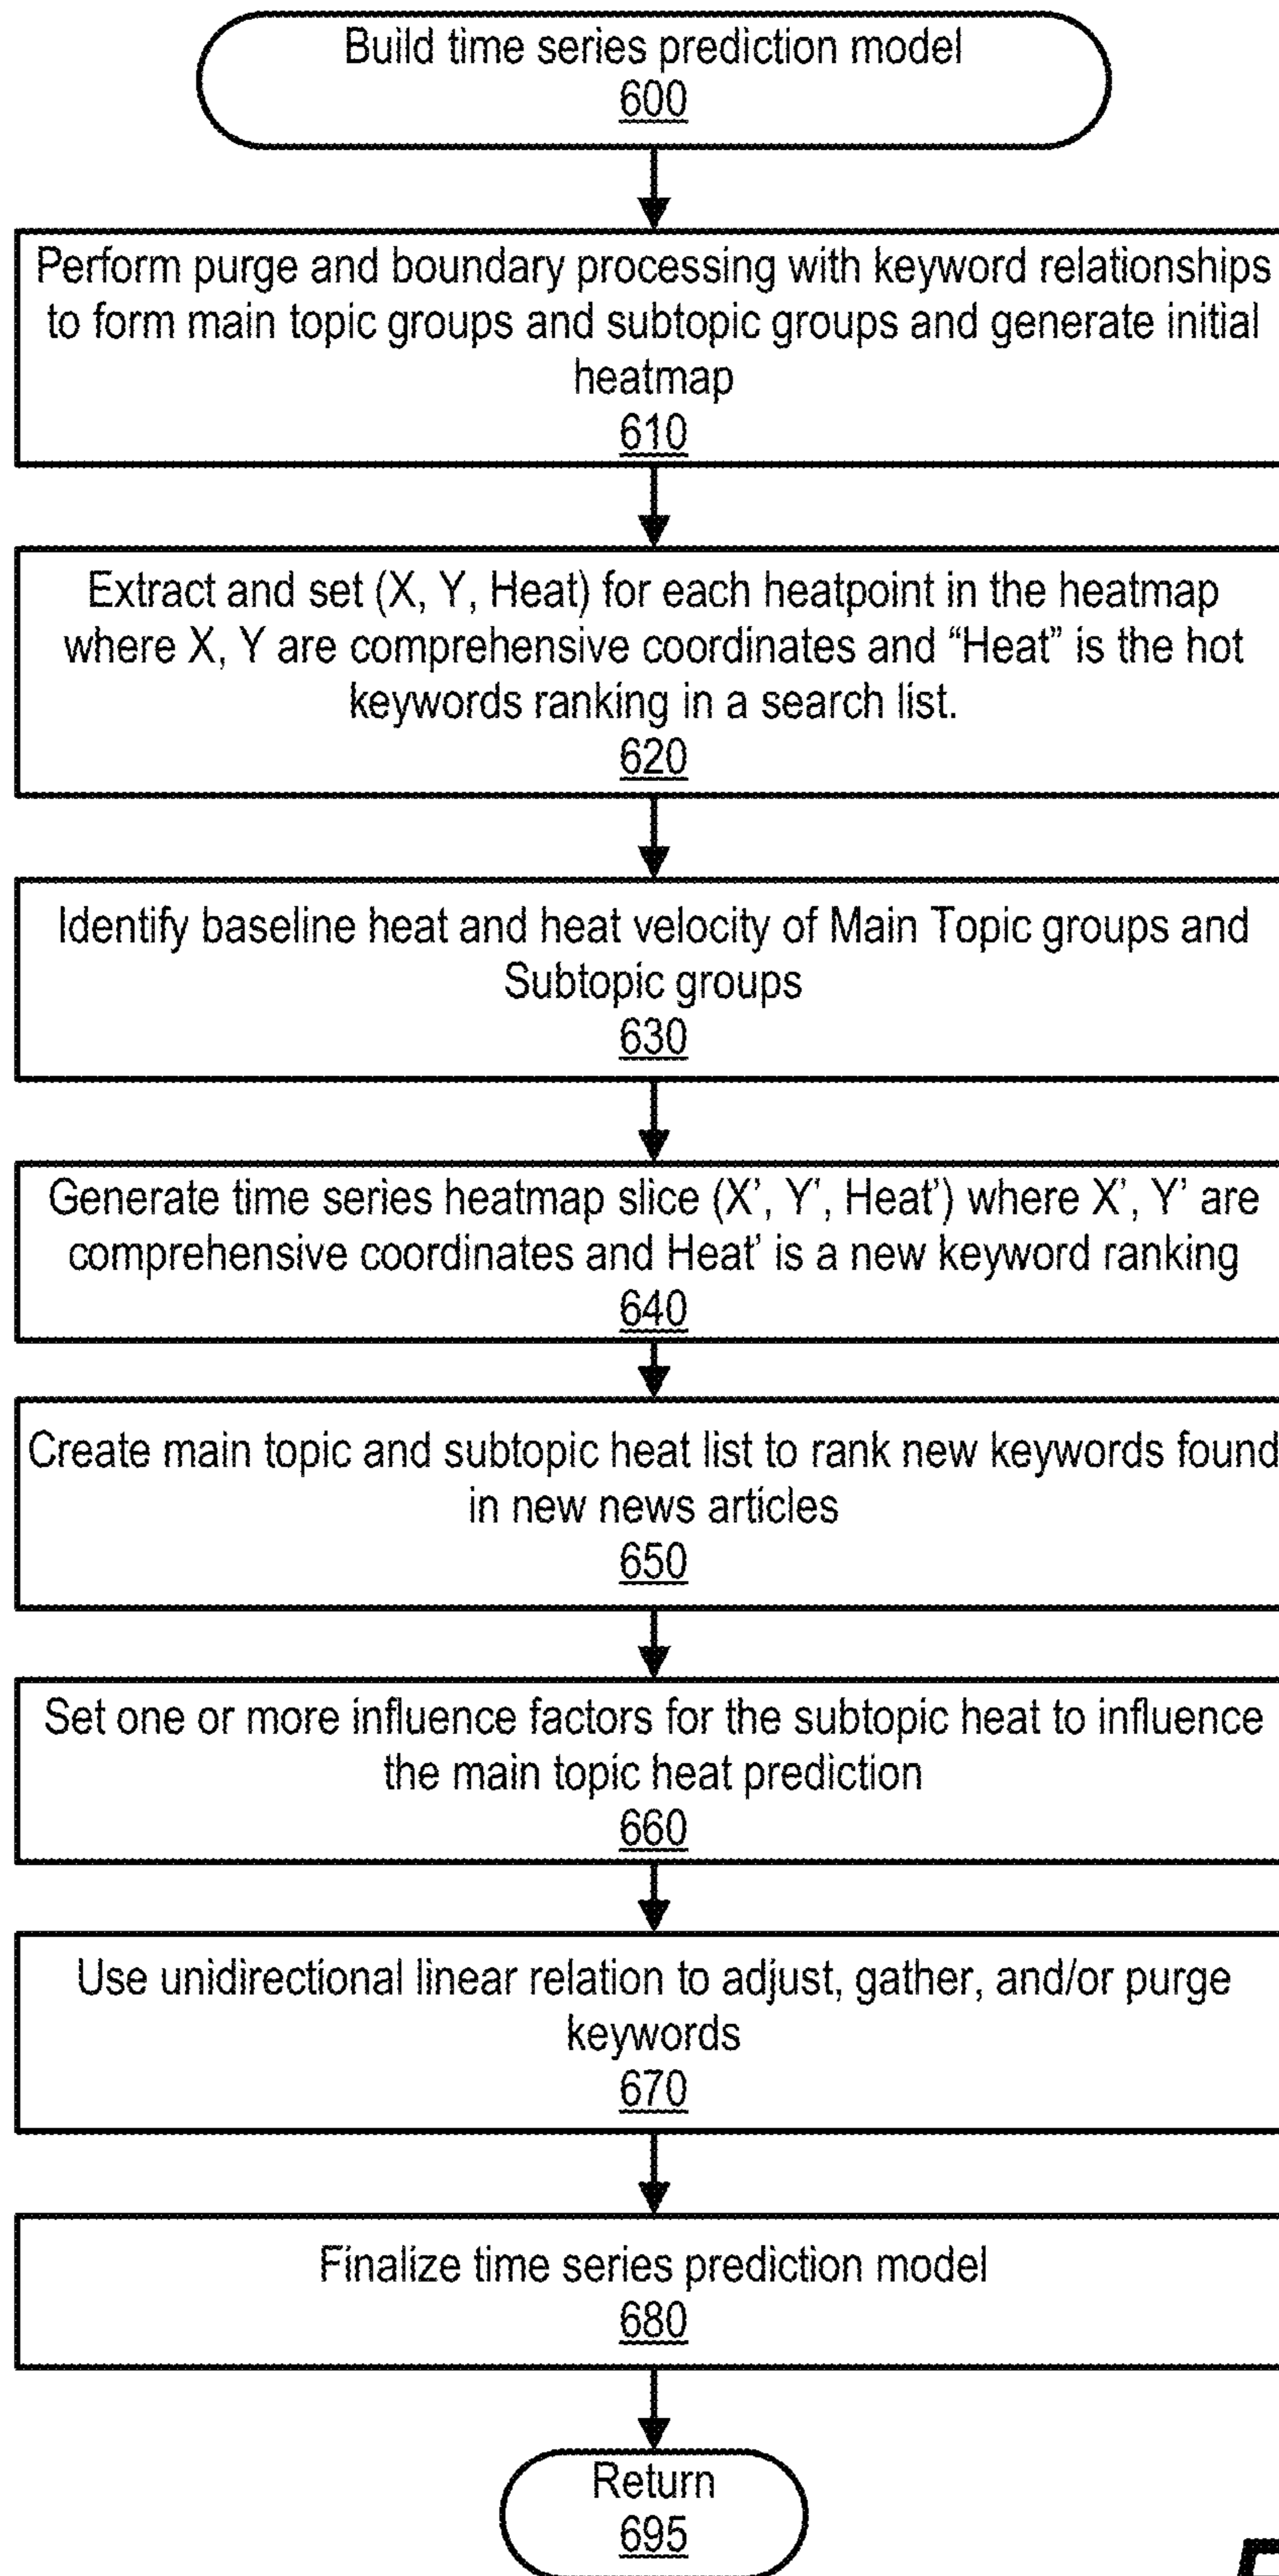 Build time series prediction model
600
Perform purge and boundary processing with keyword relationships
to form main topic groups and subtopic groups and generate initial
heatmap
610
Extract and set (X, Y, Heat) for each heatpoint in the heatmap
where X, Y are comprehensive coordinates and “Heat” is the hot
keywords ranking in a search list.
620
Identify baseline heat and heat velocity of Main Topic groups and
Subtopic groups
630
Generate time series heatmap slice (X’, Y’, Heat’) where X’, Y’ are
comprehensive coordinates and Heat’ is a new keyword ranking
640
Create main topic and subtopic heat list to rank new keywords found
in new news articles
650
Set one or more influence factors for the subtopic heat to influence
the main topic heat prediction
660
Use unidirectional linear relation to adjust, gather, and/or purge
keywords
670
Finalize time series prediction model
680
Return
695